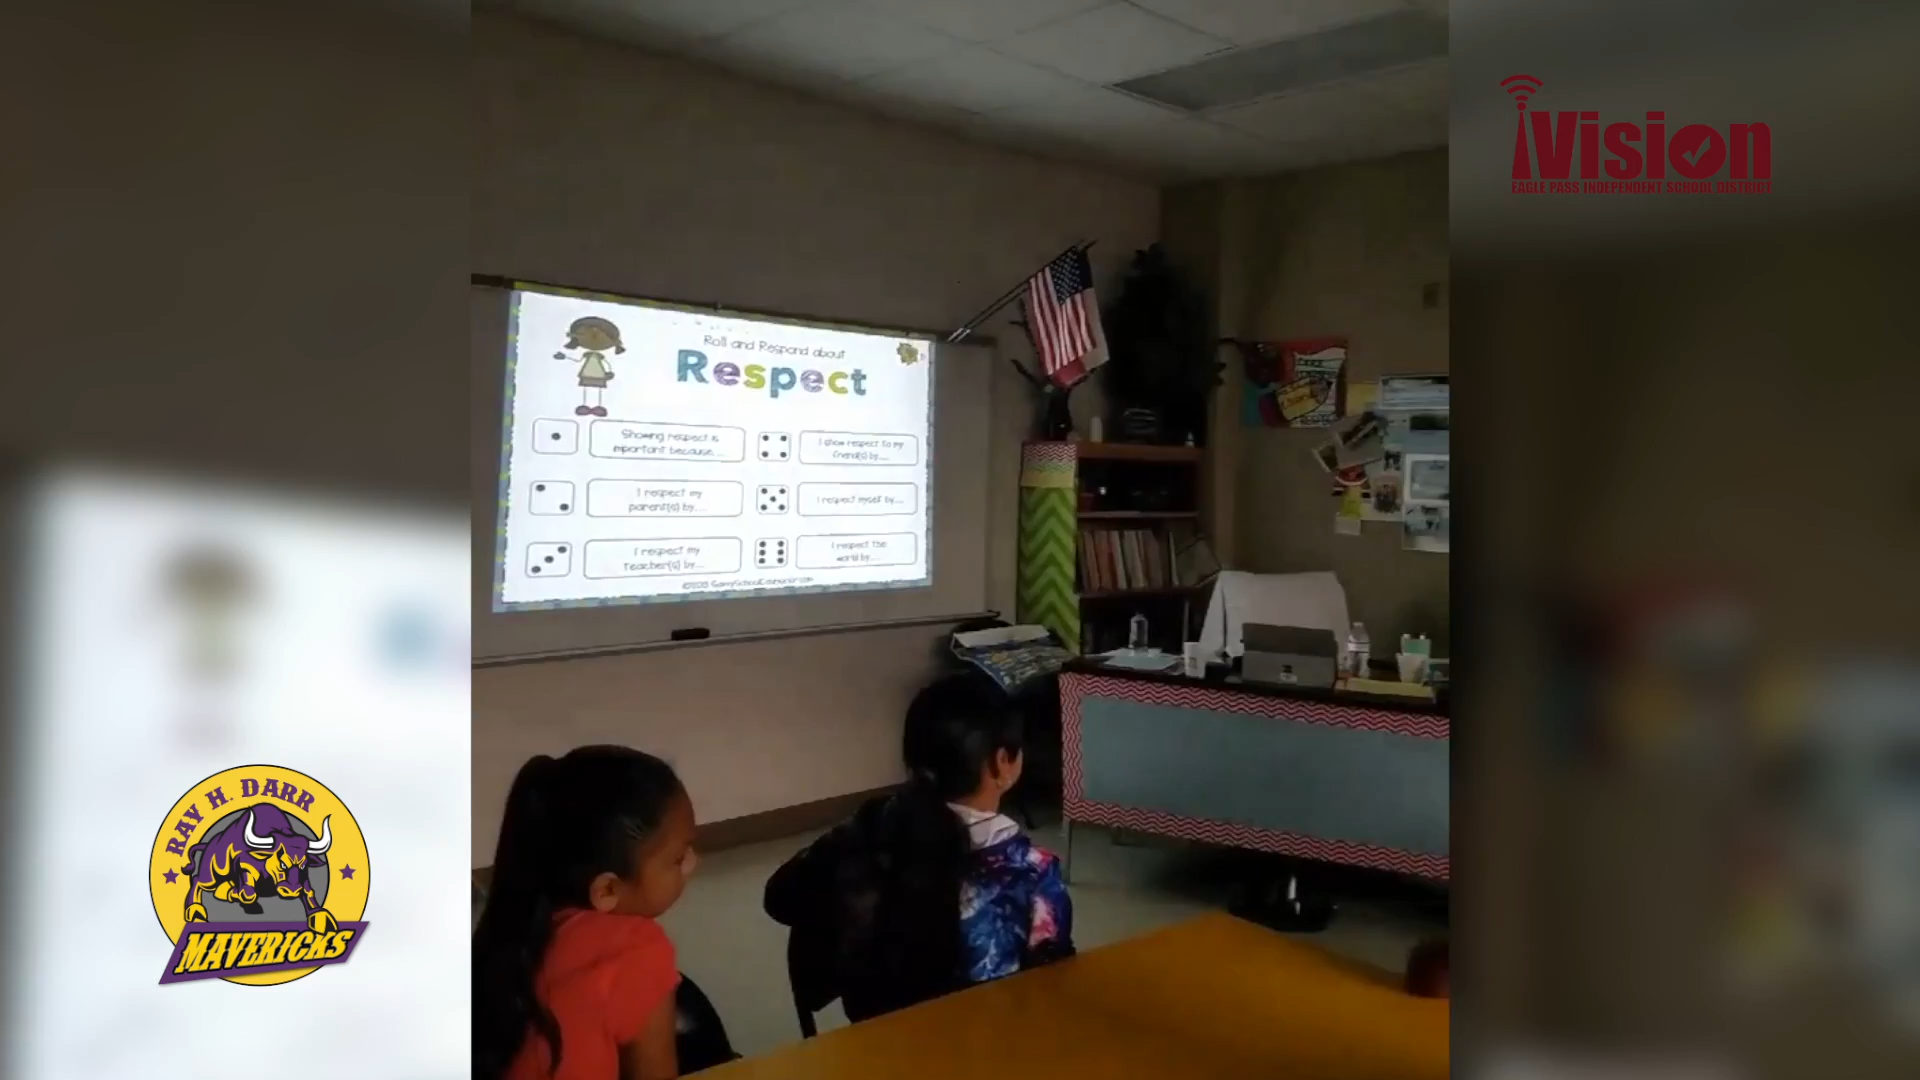 iVision
EAGLE PASS INDEPENDENT SCHOOL DISTRICT
Roll and Respond about
Respect
Showing respect is
important because....
I show respect to my
friend(s) by....
I respect my
parent(s) by....
I respect myself by....
I respect my
teacher(s) by....
I respect the
world by....
RAY H. DARR
MAVERICKS